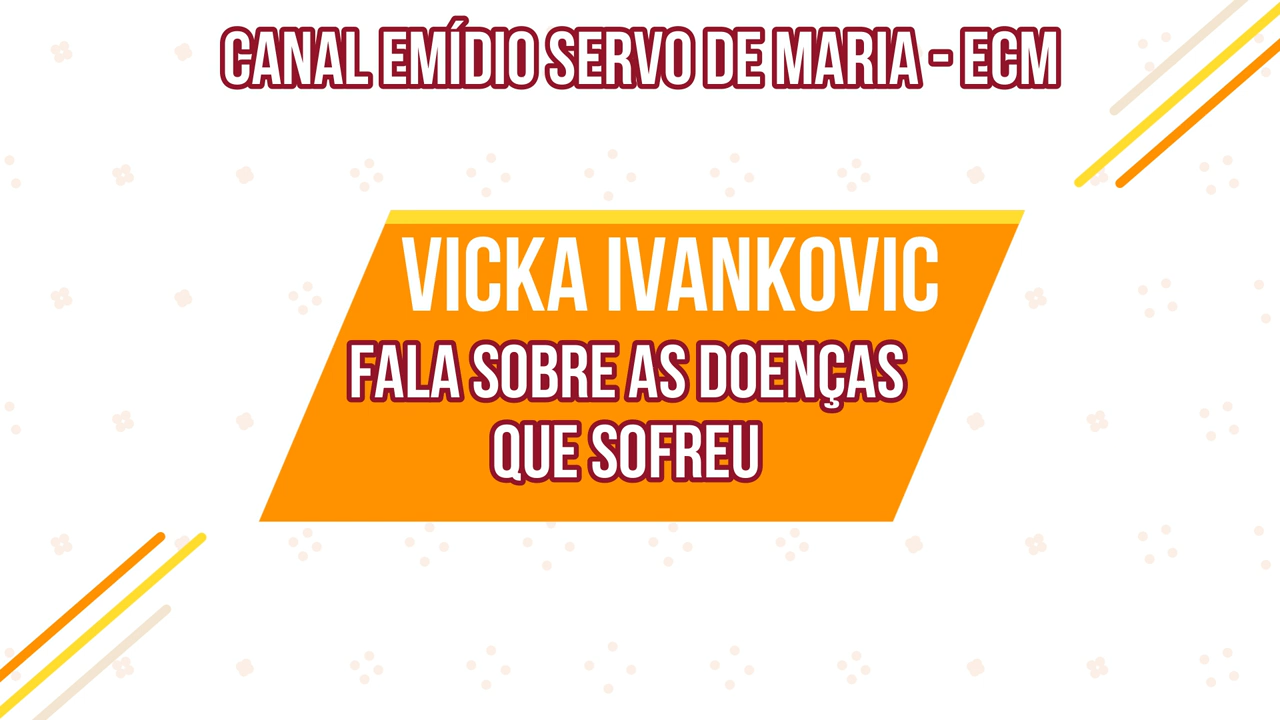 CANAL EMÍDIO SERVO DE MARIA - ECM
VICKA IVANKOVIC
FALA SOBRE AS DOENÇAS
QUE SOFREU